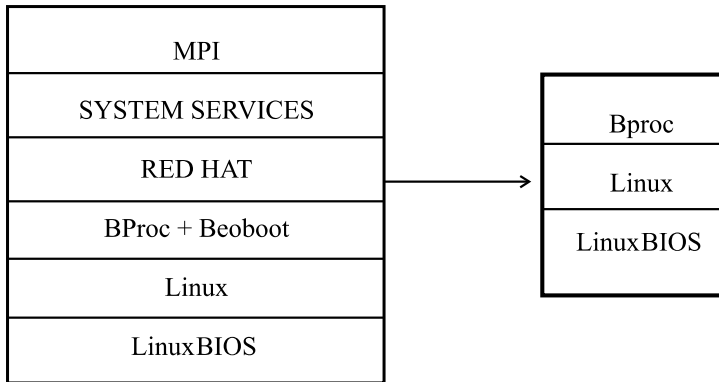 MPI
SYSTEM SERVICES
RED HAT
BProc + Beoboot
Linux
LinuxBIOS
Bproc
Linux
LinuxBIOS